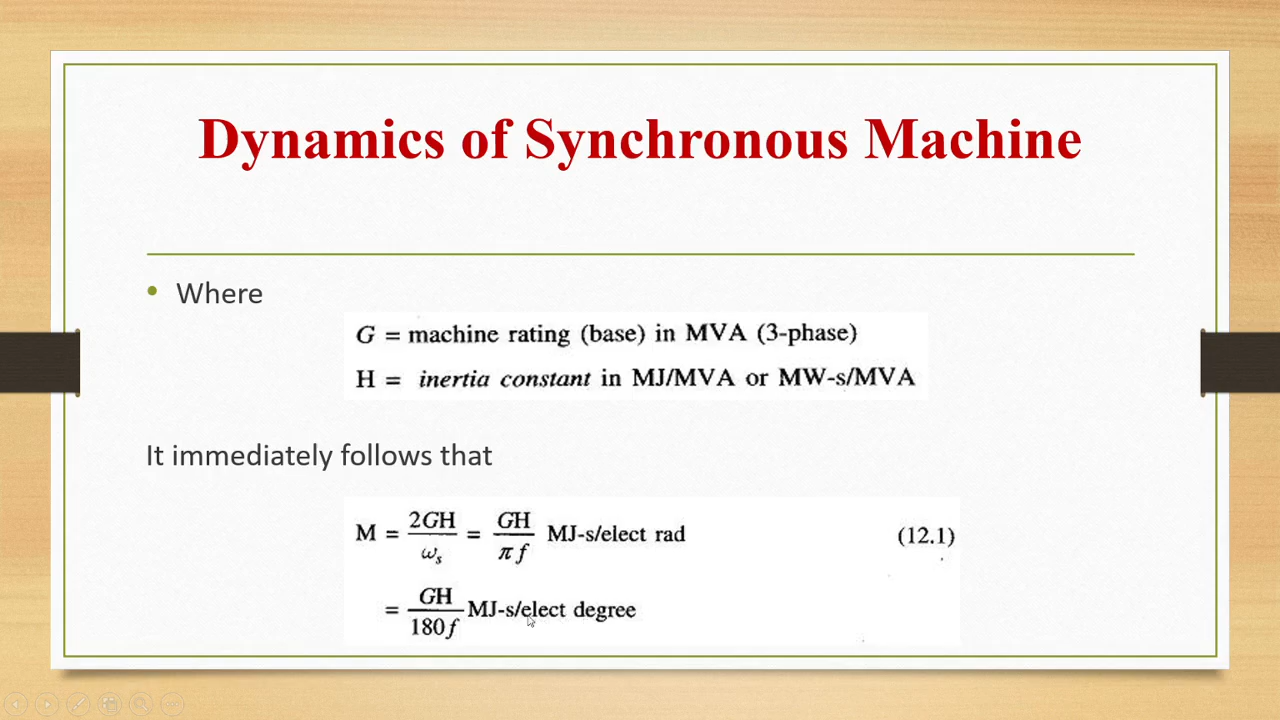 Dynamics of Synchronous Machine
• Where
G = machine rating (base) in MVA (3-phase)
H = inertia constant in MJ/MVA or MW-s/MVA
It immediately follows that
M = 2GH/ωs = GH/πf MJ-s/elect rad (12.1)
= GH/180f MJ-s/elect degree